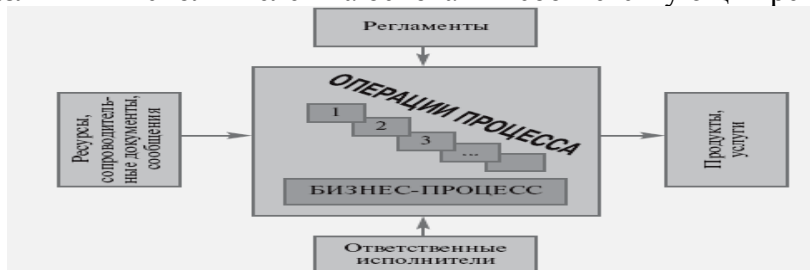 Регламенты
ОПЕРАЦИИ ПРОЦЕССА
1
2
3
...
БИЗНЕС-ПРОЦЕСС
Ресурсы,
сопроводитель-
ные документы,
сообщения
Продукты,
услуги
Ответственные
исполнители